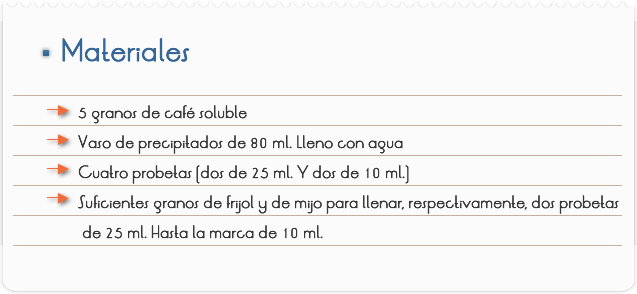 Materiales
5 granos de café soluble
Vaso de precipitados de 80 ml. Lleno con agua
Cuatro probetas (dos de 25 ml. Y dos de 10 ml.)
Suficientes granos de frijol y de mijo para llenar, respectivamente, dos probetas
de 25 ml. Hasta la marca de 10 ml.